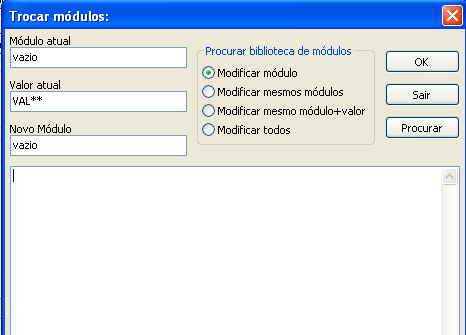 Trocar módulos:
Módulo atual
vazio
Valor atual
VAL**
Novo Módulo
vazio
Procurar biblioteca de módulos
Modificar módulo
Modificar mesmos módulos
Modificar mesmo módulo+valor
Modificar todos
OK
Sair
Procurar